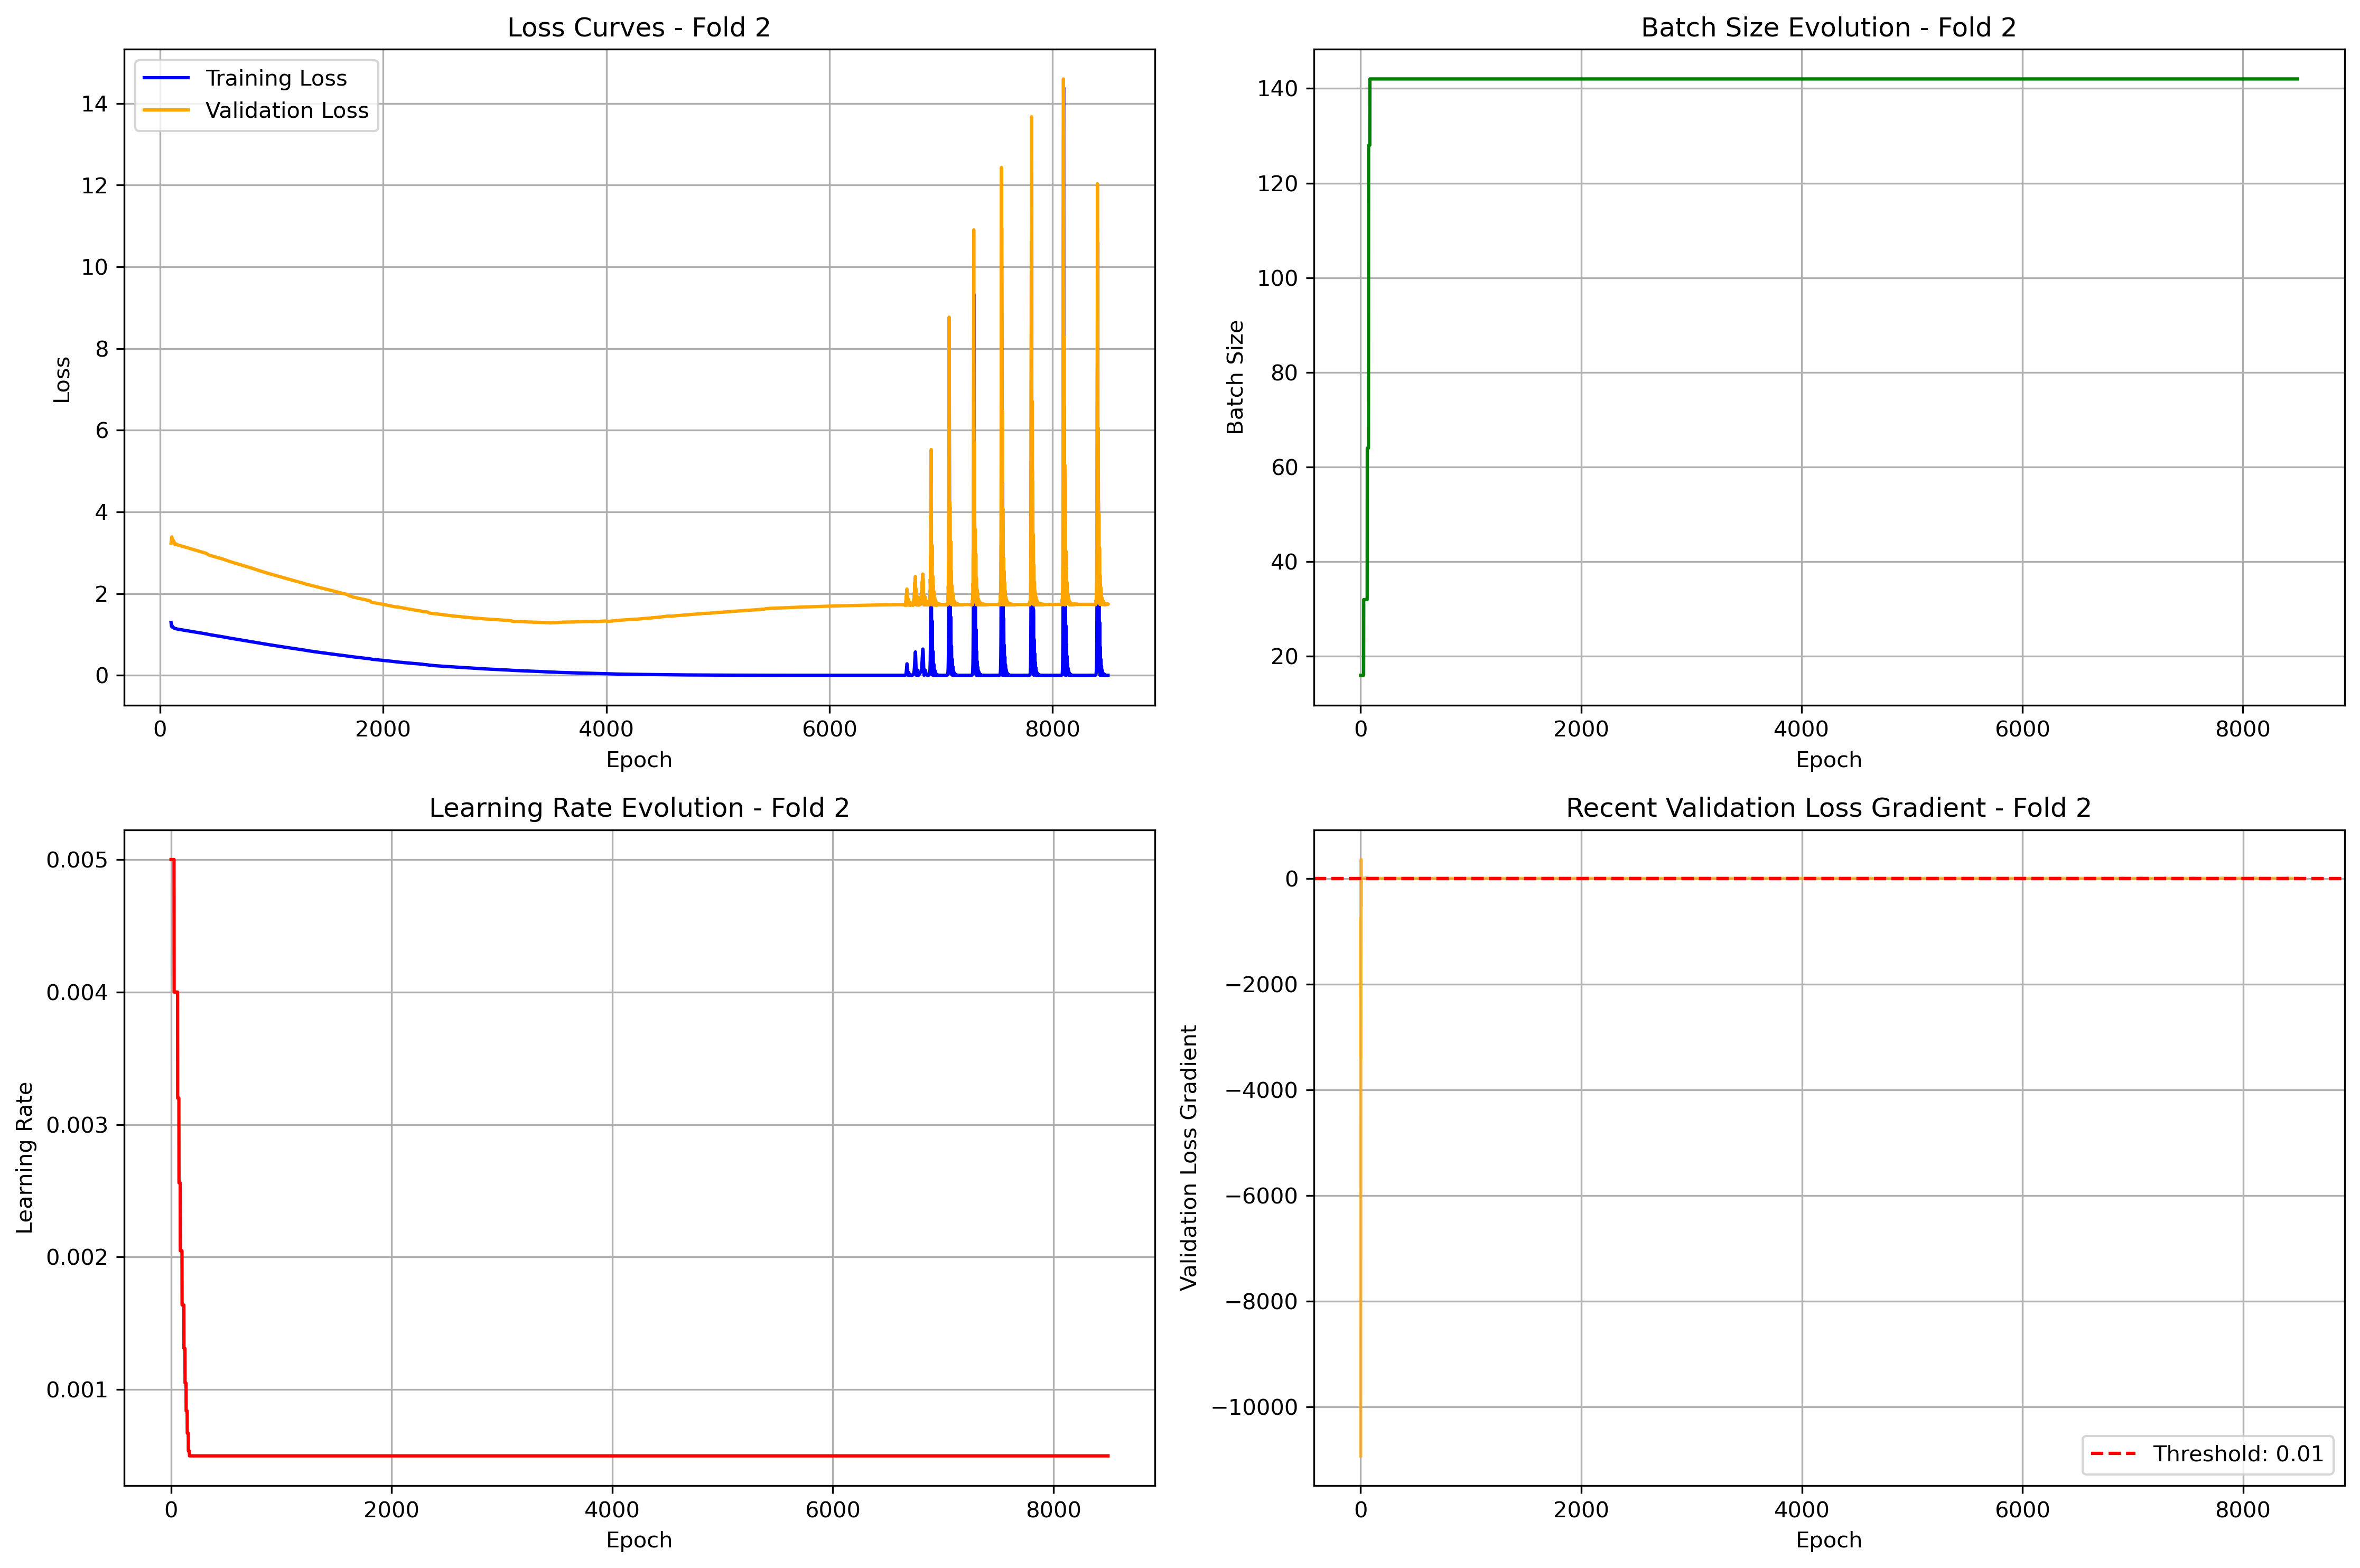 Loss Curves - Fold 2
Training Loss
Validation Loss
14
12
10
8
6
4
2
0
Loss
0 2000 4000 6000 8000
Epoch
Batch Size Evolution - Fold 2
140
120
100
80
60
40
20
Batch Size
0 2000 4000 6000 8000
Epoch
Learning Rate Evolution - Fold 2
0.005
0.004
0.003
0.002
0.001
Learning Rate
0 2000 4000 6000 8000
Epoch
Recent Validation Loss Gradient - Fold 2
0
−2000
−4000
−6000
−8000
−10000
Validation Loss Gradient
Threshold: 0.01
0 2000 4000 6000 8000
Epoch